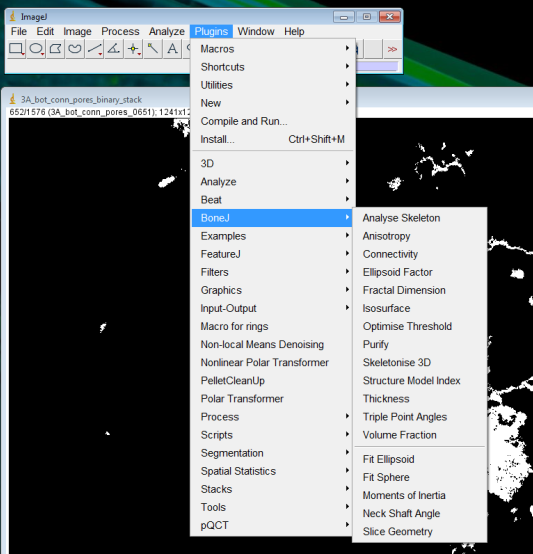 ImageJ
File Edit Image Process Analyze Plugins Window Help
A
>>
3A_bot_conn_pores_binary_stack
652/1576 (3A_bot_conn_pores_0651); 1241x12
Macros
Shortcuts
Utilities
New
Compile and Run...
Install... Ctrl+Shift+M
3D
Analyze
Beat
BoneJ
Examples
FeatureJ
Filters
Graphics
Input-Output
Macro for rings
Non-local Means Denoising
Nonlinear Polar Transformer
PelletCleanUp
Polar Transformer
Process
Scripts
Segmentation
Spatial Statistics
Stacks
Tools
pQCT
Analyse Skeleton
Anisotropy
Connectivity
Ellipsoid Factor
Fractal Dimension
Isosurface
Optimise Threshold
Purify
Skeletonise 3D
Structure Model Index
Thickness
Triple Point Angles
Volume Fraction
Fit Ellipsoid
Fit Sphere
Moments of Inertia
Neck Shaft Angle
Slice Geometry